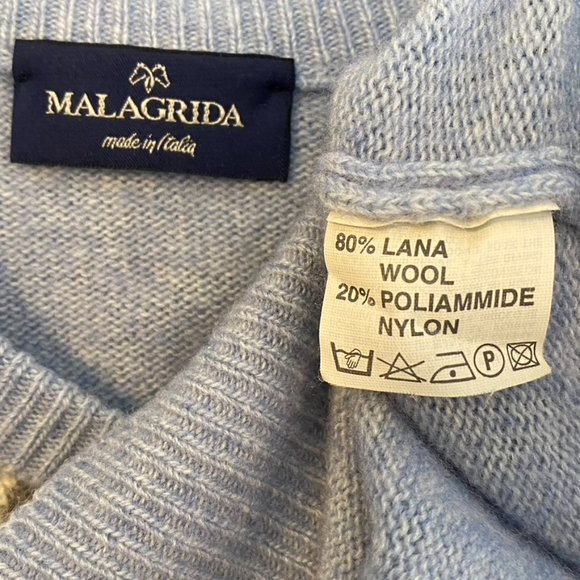 MALAGRIDA
made in Italia
80% LANA
WOOL
20% POLIAMMIDE
NYLON
P